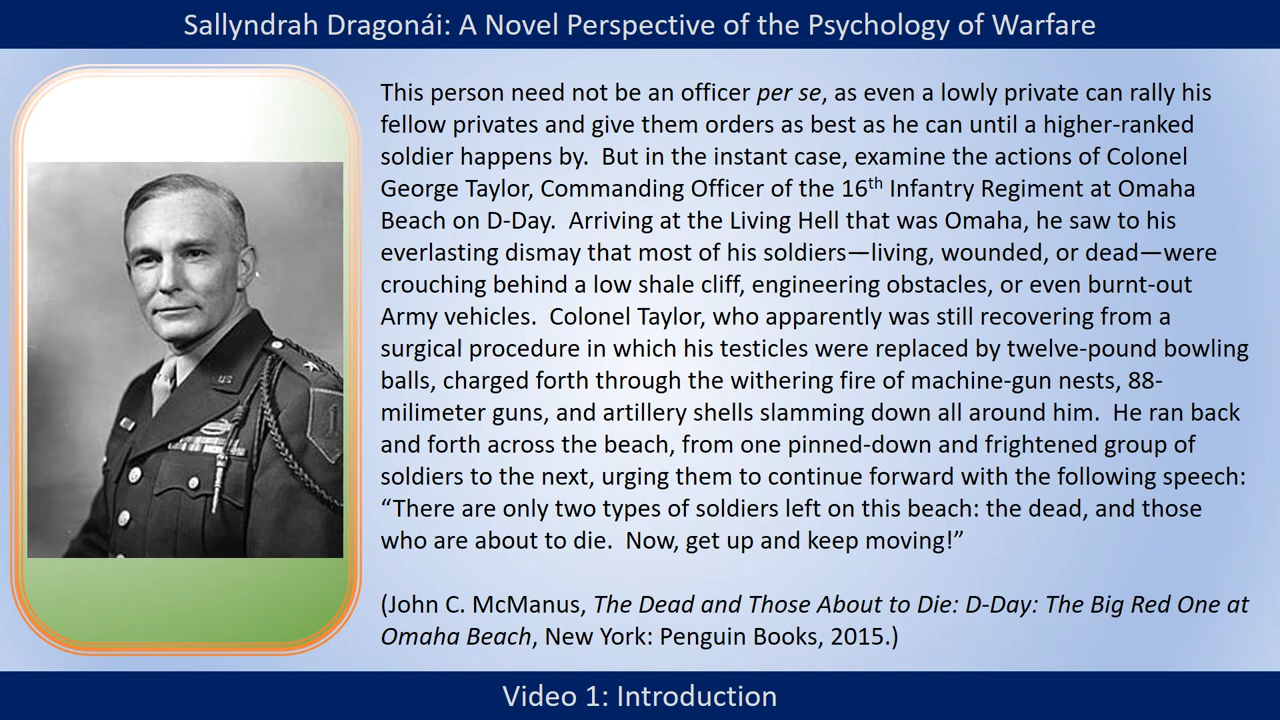 Sallyndrah Dragonái: A Novel Perspective of the Psychology of Warfare
This person need not be an officer per se, as even a lowly private can rally his
fellow privates and give them orders as best as he can until a higher-ranked
soldier happens by.  But in the instant case, examine the actions of Colonel
George Taylor, Commanding Officer of the 16th Infantry Regiment at Omaha
Beach on D-Day.  Arriving at the Living Hell that was Omaha, he saw to his
everlasting dismay that most of his soldiers—living, wounded, or dead—were
crouching behind a low shale cliff, engineering obstacles, or even burnt-out
Army vehicles.  Colonel Taylor, who apparently was still recovering from a
surgical procedure in which his testicles were replaced by twelve-pound bowling
balls, charged forth through the withering fire of machine-gun nests, 88-
milimeter guns, and artillery shells slamming down all around him.  He ran back
and forth across the beach, from one pinned-down and frightened group of
soldiers to the next, urging them to continue forward with the following speech:
“There are only two types of soldiers left on this beach: the dead, and those
who are about to die.  Now, get up and keep moving!”
(John C. McManus, The Dead and Those About to Die: D-Day: The Big Red One at
Omaha Beach, New York: Penguin Books, 2015.)
Video 1: Introduction